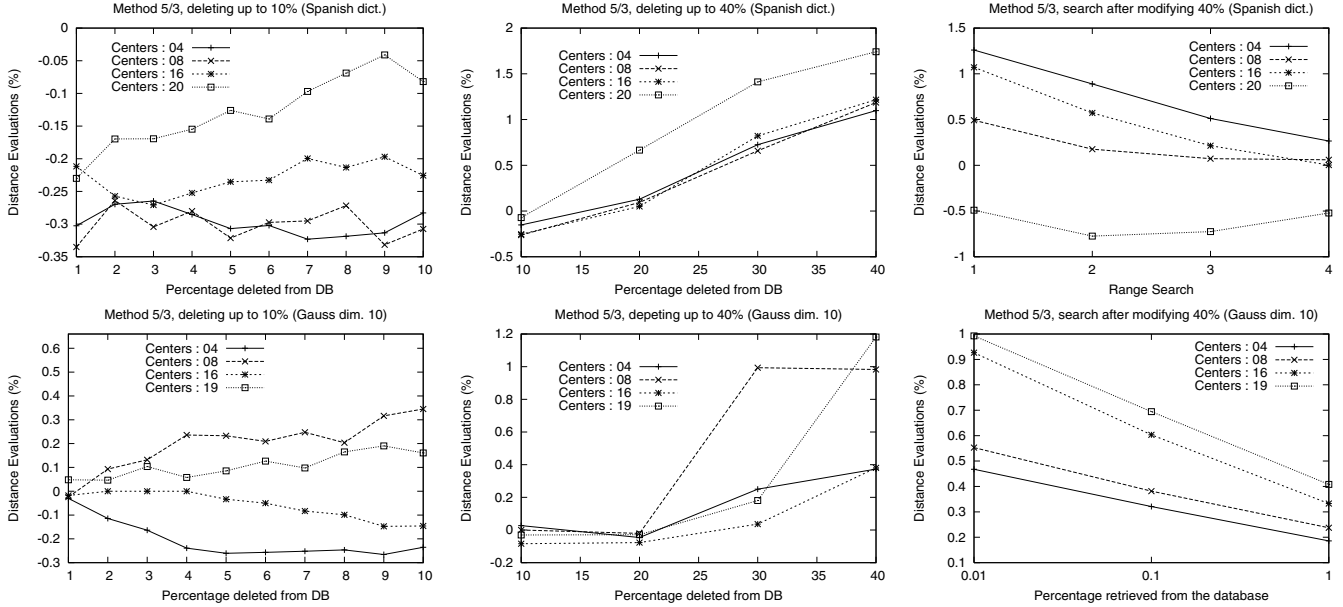 Method 5/3, deleting up to 10% (Spanish dict.)
Distance Evaluations (%)
0
-0.05
-0.1
-0.15
-0.2
-0.25
-0.3
-0.35
Centers : 04
Centers : 08
Centers : 16
Centers : 20
1 2 3 4 5 6 7 8 9 10
Percentage deleted from DB
Method 5/3, deleting up to 40% (Spanish dict.)
Distance Evaluations (%)
2
1.5
1
0.5
0
-0.5
Centers : 04
Centers : 08
Centers : 16
Centers : 20
10 15 20 25 30 35 40
Percentage deleted from DB
Method 5/3, search after modifying 40% (Spanish dict.)
Distance Evaluations (%)
1.5
1
0.5
0
-0.5
-1
Centers : 04
Centers : 08
Centers : 16
Centers : 20
1 2 3 4
Range Search
Method 5/3, deleting up to 10% (Gauss dim. 10)
Distance Evaluations (%)
0.6
0.5
0.4
0.3
0.2
0.1
0
-0.1
-0.2
-0.3
Centers : 04
Centers : 08
Centers : 16
Centers : 19
1 2 3 4 5 6 7 8 9 10
Percentage deleted from DB
Method 5/3, depeting up to 40% (Gauss dim. 10)
Distance Evaluations (%)
1.2
1
0.8
0.6
0.4
0.2
0
-0.2
Centers : 04
Centers : 08
Centers : 16
Centers : 19
10 15 20 25 30 35 40
Percentage deleted from DB
Method 5/3, search after modifying 40% (Gauss dim. 10)
Distance Evaluations (%)
1
0.9
0.8
0.7
0.6
0.5
0.4
0.3
0.2
0.1
Centers : 04
Centers : 08
Centers : 16
Centers : 19
0.01 0.1 1
Percentage retrieved from the database